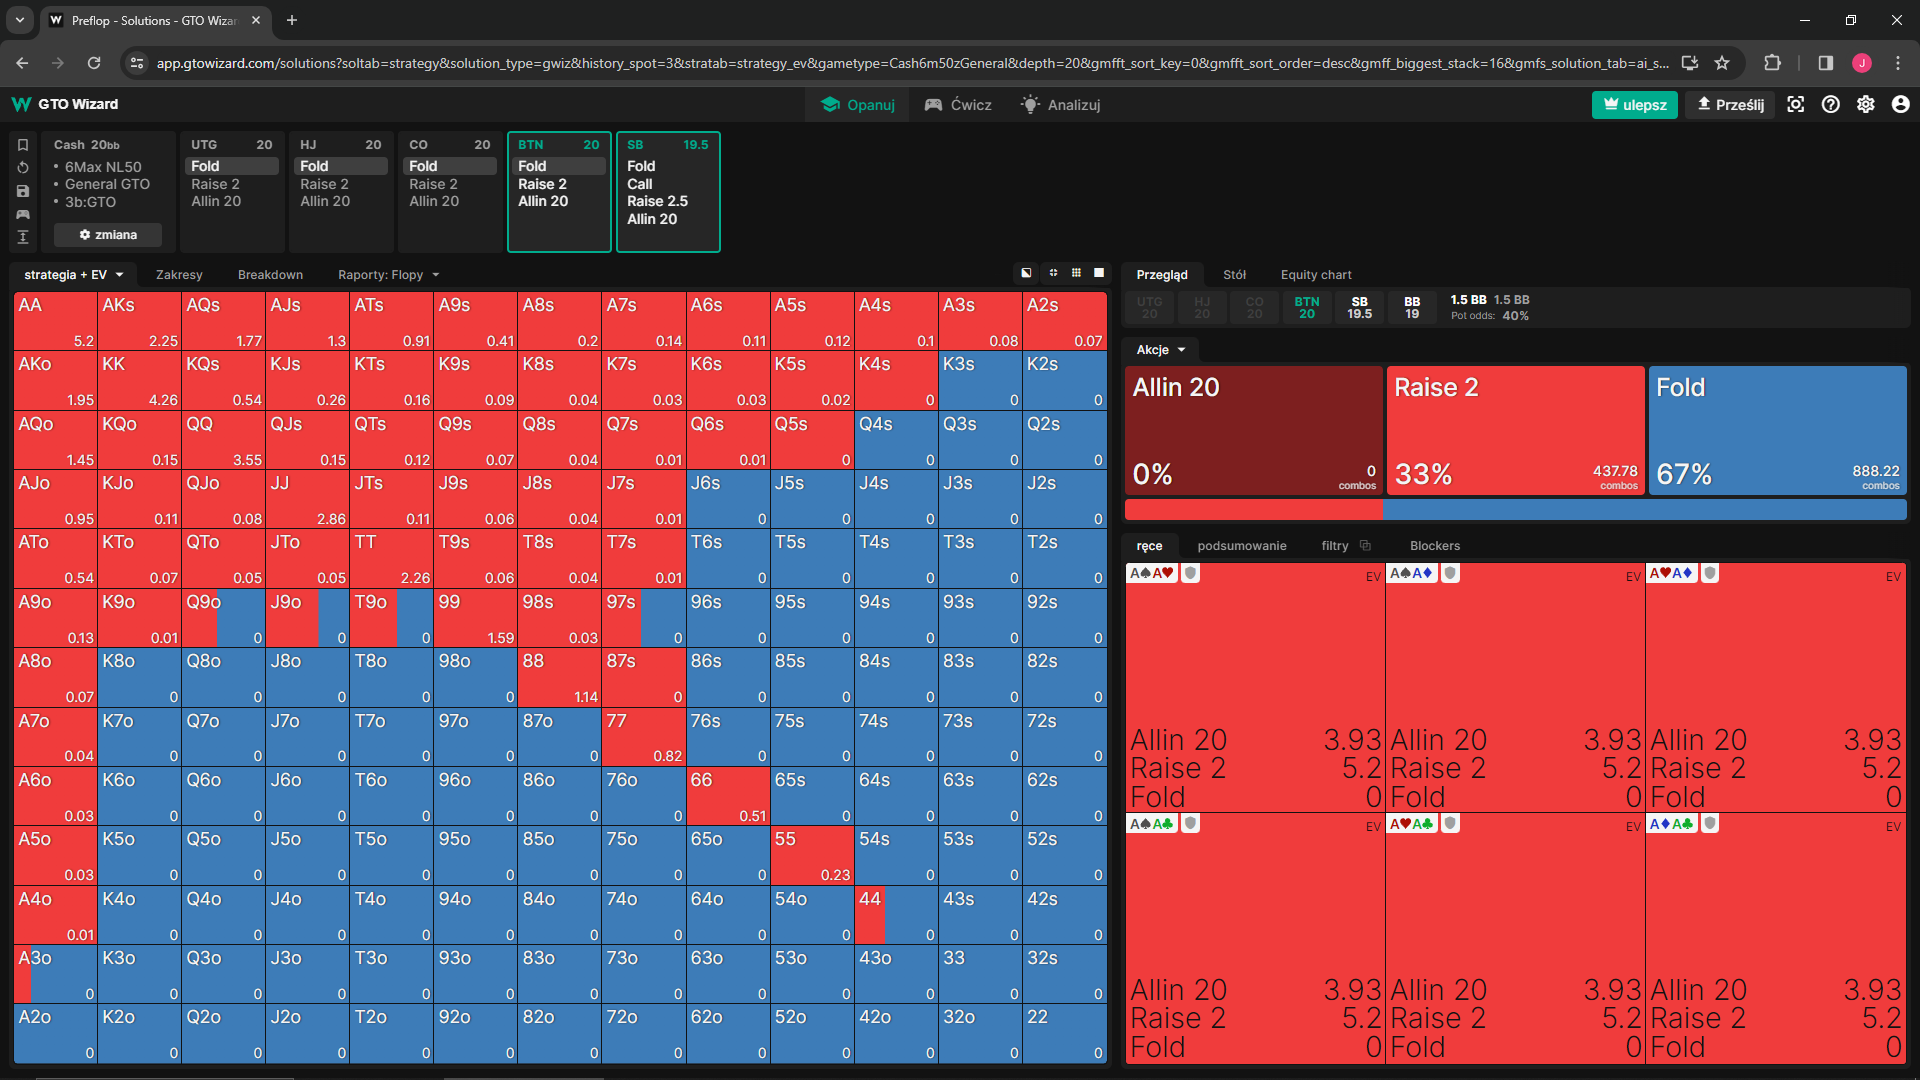 Preflop - Solutions - GTO Wizar
app.gtowizard.com/solutions?soltab=strategy&solution_type=gwiz&history_spot=3&stratab=strategy_ev&gametype=Cash6m50zGeneral&depth=20&gmfft_sort_key=0&gmfft_sort_order=desc&gmff_biggest_stack=16&gmfs_solution_tab=ai_s...
J
GTO Wizard
Opanuj
Ćwicz
Analizuj
ulepsz
Prześlij
Cash 20bb
• 6Max NL50
• General GTO
• 3b:GTO
zmiana
UTG 20
Fold
Raise 2
Allin 20
HJ 20
Fold
Raise 2
Allin 20
CO 20
Fold
Raise 2
Allin 20
BTN 20
Fold
Raise 2
Allin 20
SB 19.5
Fold
Call
Raise 2.5
Allin 20
strategia + EV Zakresy Breakdown Raporty: Flopy
AA AKs AQs AJs ATs A9s A8s A7s A6s A5s A4s A3s A2s
5.2 2.25 1.77 1.3 0.91 0.41 0.2 0.14 0.11 0.12 0.1 0.08 0.07
AKo KK KQs KJs KTs K9s K8s K7s K6s K5s K4s K3s K2s
1.95 4.26 0.54 0.26 0.16 0.09 0.04 0.03 0.03 0.02 0 0 0
AQo KQo QQ QJs QTs Q9s Q8s Q7s Q6s Q5s Q4s Q3s Q2s
1.45 0.15 3.55 0.15 0.12 0.07 0.04 0.01 0.01 0 0 0 0
AJo KJo QJo JJ JTs J9s J8s J7s J6s J5s J4s J3s J2s
0.95 0.11 0.08 2.86 0.11 0.06 0.04 0.01 0 0 0 0 0
ATo KTo QTo JTo TT T9s T8s T7s T6s T5s T4s T3s T2s
0.54 0.07 0.05 0.05 2.26 0.06 0.04 0.01 0 0 0 0 0
A9o K9o Q9o J9o T9o 99 98s 97s 96s 95s 94s 93s 92s
0.13 0.01 0 0 0 1.59 0.03 0 0 0 0 0 0
A8o K8o Q8o J8o T8o 98o 88 87s 86s 85s 84s 83s 82s
0.07 0 0 0 0 0 1.14 0 0 0 0 0 0
A7o K7o Q7o J7o T7o 97o 87o 77 76s 75s 74s 73s 72s
0.04 0 0 0 0 0 0 0.82 0 0 0 0 0
A6o K6o Q6o J6o T6o 96o 86o 76o 66 65s 64s 63s 62s
0.03 0 0 0 0 0 0 0 0.51 0 0 0 0
A5o K5o Q5o J5o T5o 95o 85o 75o 65o 55 54s 53s 52s
0.03 0 0 0 0 0 0 0 0 0.23 0 0 0
A4o K4o Q4o J4o T4o 94o 84o 74o 64o 54o 44 43s 42s
0.01 0 0 0 0 0 0 0 0 0 0 0 0
A3o K3o Q3o J3o T3o 93o 83o 73o 63o 53o 43o 33 32s
0 0 0 0 0 0 0 0 0 0 0 0 0
A2o K2o Q2o J2o T2o 92o 82o 72o 62o 52o 42o 32o 22
0 0 0 0 0 0 0 0 0 0 0 0 0
Przegląd Stół Equity chart
UTG HJ CO BTN SB BB
20 20 20 20 19.5 19
1.5 BB 1.5 BB
Pot odds: 40%
Akcje
Allin 20 Raise 2 Fold
0% 0 combos 33% 437.78 combos 67% 888.22 combos
ręce podsumowanie filtry Blockers
A♠A♥ EV A♠A♦ EV A♥A♦ EV
Allin 20 3.93 Allin 20 3.93 Allin 20 3.93
Raise 2 5.2 Raise 2 5.2 Raise 2 5.2
Fold 0 Fold 0 Fold 0
A♠A♣ EV A♥A♣ EV A♦A♣ EV
Allin 20 3.93 Allin 20 3.93 Allin 20 3.93
Raise 2 5.2 Raise 2 5.2 Raise 2 5.2
Fold 0 Fold 0 Fold 0